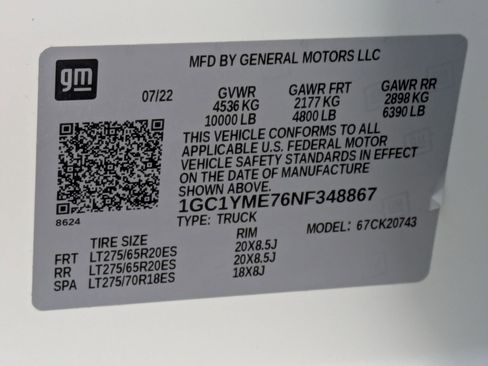 gm
MFD BY GENERAL MOTORS LLC
07/22 GVWR GAWR FRT GAWR RR
4536 KG 2177 KG 2898 KG
10000 LB 4800 LB 6390 LB
THIS VEHICLE CONFORMS TO ALL
APPLICABLE U.S. FEDERAL MOTOR
VEHICLE SAFETY STANDARDS IN EFFECT
ON THE DATE OF MANUFACTURE
SHOWN ABOVE.
1GC1YME76NF348867
8624
TYPE: TRUCK MODEL: 67CK20743
TIRE SIZE RIM
FRT LT275/65R20ES 20X8.5J
RR LT275/65R20ES 20X8.5J
SPA LT275/70R18ES 18X8J